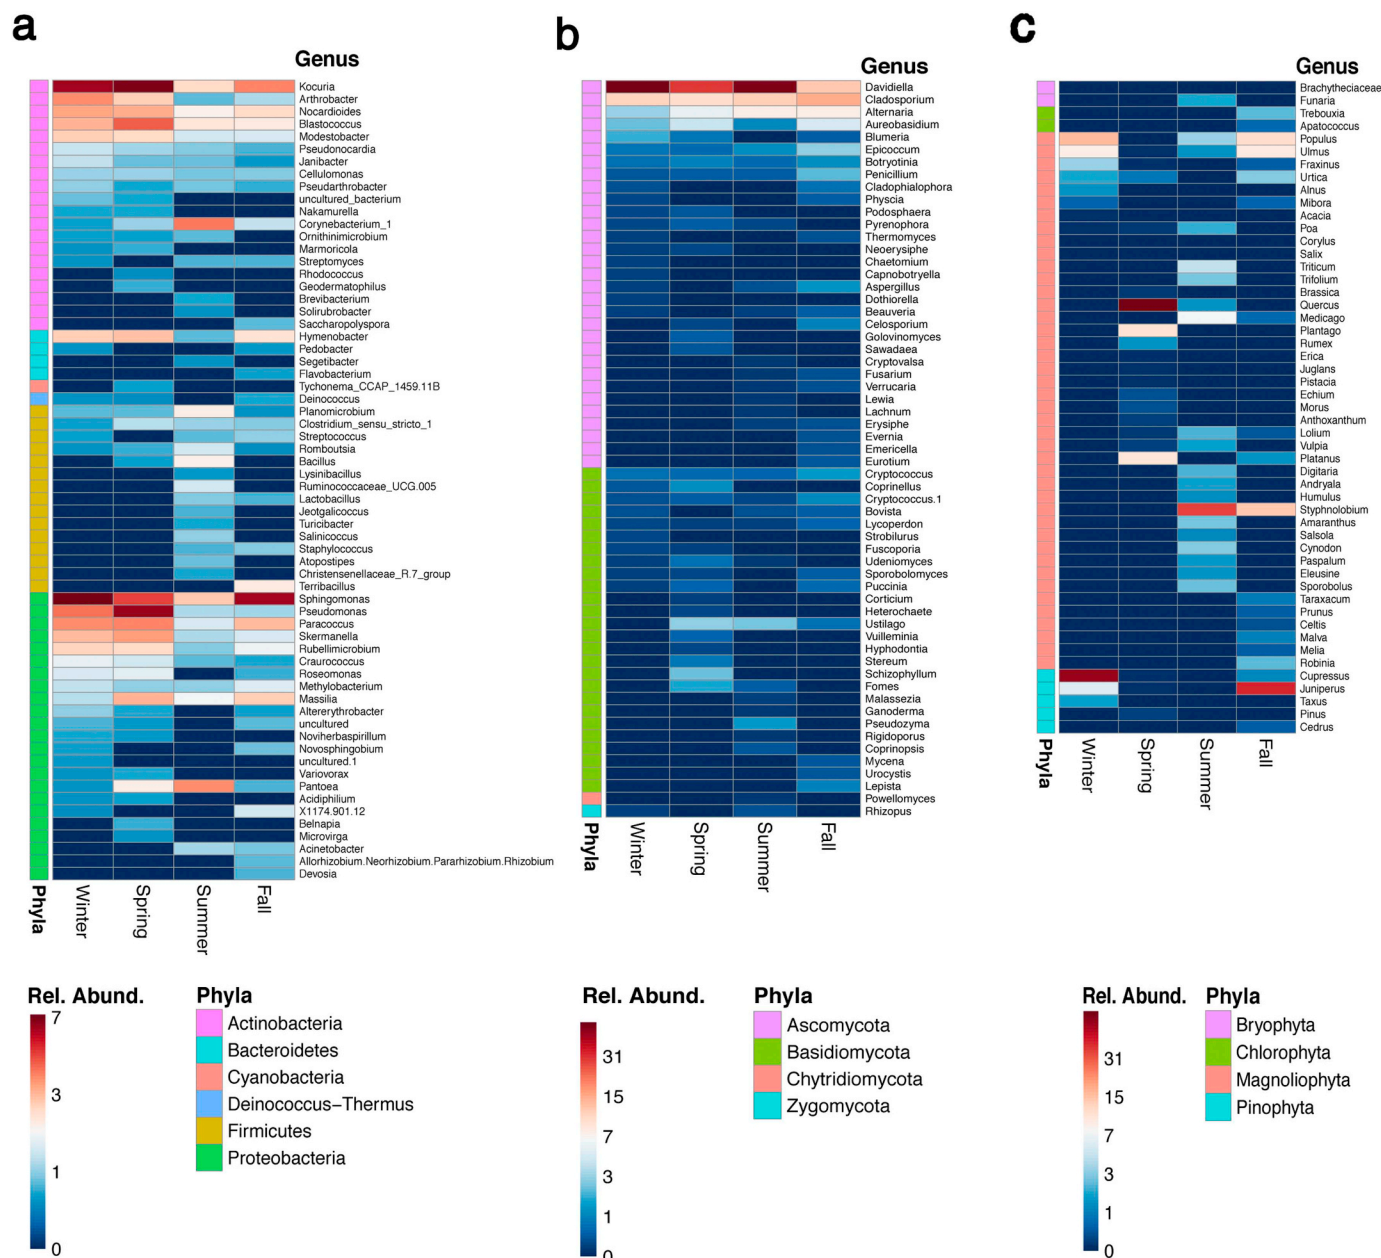 a
Genus
Kocuria
Arthrobacter
Nocardioides
Blastococcus
Modestobacter
Pseudonocardia
Janibacter
Cellulomonas
Pseudarthrobacter
uncultured_bacterium
Nakamurella
Corynebacterium_1
Ornithinimicrobium
Marmoricola
Streptomyces
Rhodococcus
Geodermatophilus
Brevibacterium
Solirubrobacter
Saccharopolyspora
Hymenobacter
Pedobacter
Segetibacter
Flavobacterium
Tychonema_CCAP_1459.11B
Deinococcus
Planomicrobium
Clostridium_sensu_stricto_1
Streptococcus
Romboutsia
Bacillus
Lysinibacillus
Ruminococcaceae_UCG.005
Lactobacillus
Jeotgalicoccus
Turicibacter
Salinicoccus
Staphylococcus
Atopostipes
Christensenellaceae_R.7_group
Terribacillus
Sphingomonas
Pseudomonas
Paracoccus
Skermanella
Rubellimicrobium
Craurococcus
Roseomonas
Methylobacterium
Massilia
Altererythrobacter
uncultured
Noviherbaspirillum
Novosphingobium
uncultured.1
Variovorax
Pantoea
Acidiphilium
X1174.901.12
Belnapia
Microvirga
Acinetobacter
Allorhizobium.Neorhizobium.Pararhizobium.Rhizobium
Devosia
Phyla
Winter
Spring
Summer
Fall
Rel. Abund.
7
3
1
0
Phyla
Actinobacteria
Bacteroidetes
Cyanobacteria
Deinococcus−Thermus
Firmicutes
Proteobacteria
b
Genus
Davidiella
Cladosporium
Alternaria
Aureobasidium
Blumeria
Epicoccum
Botryotinia
Penicillium
Cladophialophora
Physcia
Podosphaera
Pyrenophora
Thermomyces
Neoerysiphe
Chaetomium
Capnobotryella
Aspergillus
Dothiorella
Beauveria
Celosporium
Golovinomyces
Sawadaea
Cryptovalsa
Fusarium
Verrucaria
Lewia
Lachnum
Erysiphe
Evernia
Emericella
Eurotium
Cryptococcus
Coprinellus
Cryptococcus.1
Bovista
Lycoperdon
Strobilurus
Fuscoporia
Udeniomyces
Sporobolomyces
Puccinia
Corticium
Heterochaete
Ustilago
Vuilleminia
Hyphodontia
Stereum
Schizophyllum
Fomes
Malassezia
Ganoderma
Pseudozyma
Rigidoporus
Coprinopsis
Mycena
Urocystis
Lepista
Powellomyces
Rhizopus
Phyla
Winter
Spring
Summer
Fall
Rel. Abund.
31
15
7
3
1
0
Phyla
Ascomycota
Basidiomycota
Chytridiomycota
Zygomycota
c
Genus
Brachytheciaceae
Funaria
Trebouxia
Apatococcus
Populus
Ulmus
Fraxinus
Urtica
Alnus
Mibora
Acacia
Poa
Corylus
Salix
Triticum
Trifolium
Brassica
Quercus
Medicago
Plantago
Rumex
Erica
Juglans
Pistacia
Echium
Morus
Anthoxanthum
Lolium
Vulpia
Platanus
Digitaria
Andryala
Humulus
Styphnolobium
Amaranthus
Salsola
Cynodon
Paspalum
Eleusine
Sporobolus
Taraxacum
Prunus
Celtis
Malva
Melia
Robinia
Cupressus
Juniperus
Taxus
Pinus
Cedrus
Phyla
Winter
Spring
Summer
Fall
Rel. Abund.
31
15
7
3
1
0
Phyla
Bryophyta
Chlorophyta
Magnoliophyta
Pinophyta